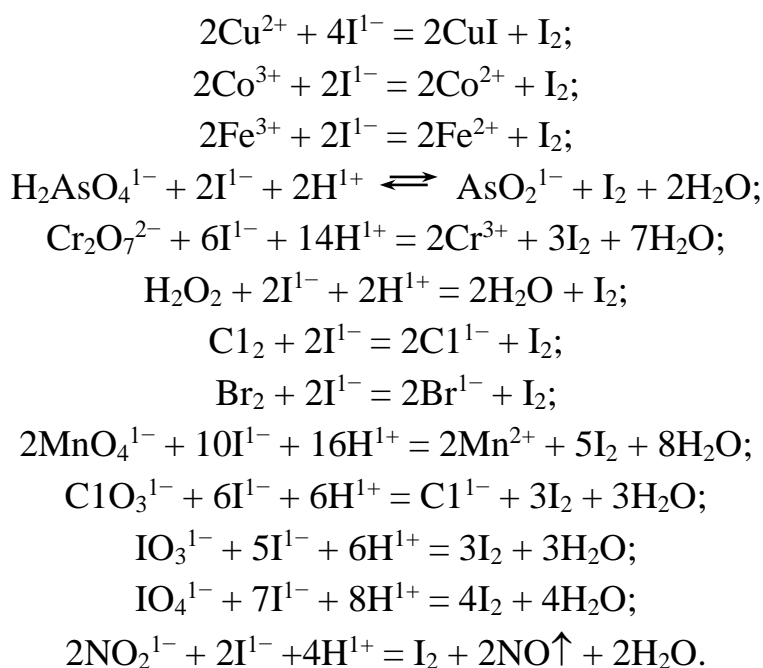 2Cu²⁺ + 4I¹⁻ = 2CuI + I₂;
2Co³⁺ + 2I¹⁻ = 2Co²⁺ + I₂;
2Fe³⁺ + 2I¹⁻ = 2Fe²⁺ + I₂;
H₂AsO₄¹⁻ + 2I¹⁻ + 2H¹⁺ ⇌ AsO₂¹⁻ + I₂ + 2H₂O;
Cr₂O₇²⁻ + 6I¹⁻ + 14H¹⁺ = 2Cr³⁺ + 3I₂ + 7H₂O;
H₂O₂ + 2I¹⁻ + 2H¹⁺ = 2H₂O + I₂;
C1₂ + 2I¹⁻ = 2C1¹⁻ + I₂;
Br₂ + 2I¹⁻ = 2Br¹⁻ + I₂;
2MnO₄¹⁻ + 10I¹⁻ + 16H¹⁺ = 2Mn²⁺ + 5I₂ + 8H₂O;
C1O₃¹⁻ + 6I¹⁻ + 6H¹⁺ = C1¹⁻ + 3I₂ + 3H₂O;
IO₃¹⁻ + 5I¹⁻ + 6H¹⁺ = 3I₂ + 3H₂O;
IO₄¹⁻ + 7I¹⁻ + 8H¹⁺ = 4I₂ + 4H₂O;
2NO₂¹⁻ + 2I¹⁻ +4H¹⁺ = I₂ + 2NO↑ + 2H₂O.